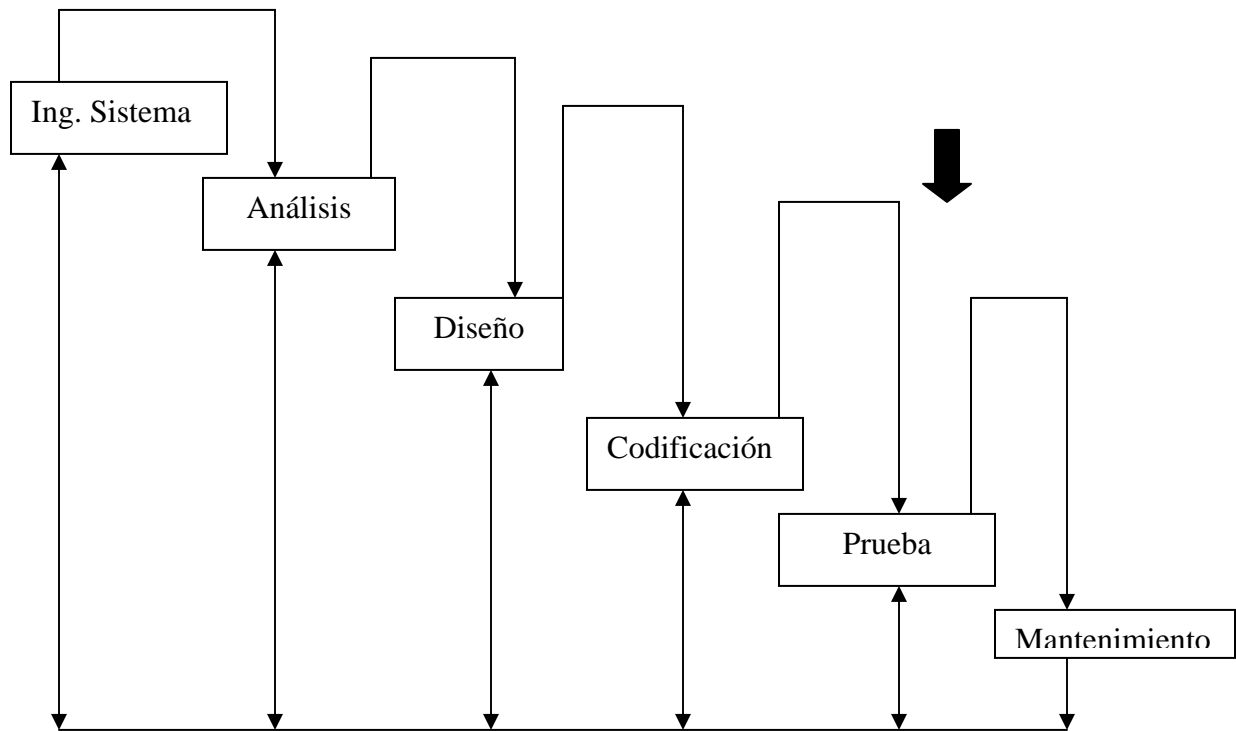 Ing. Sistema
Análisis
Diseño
Codificación
Prueba
Mantenimiento